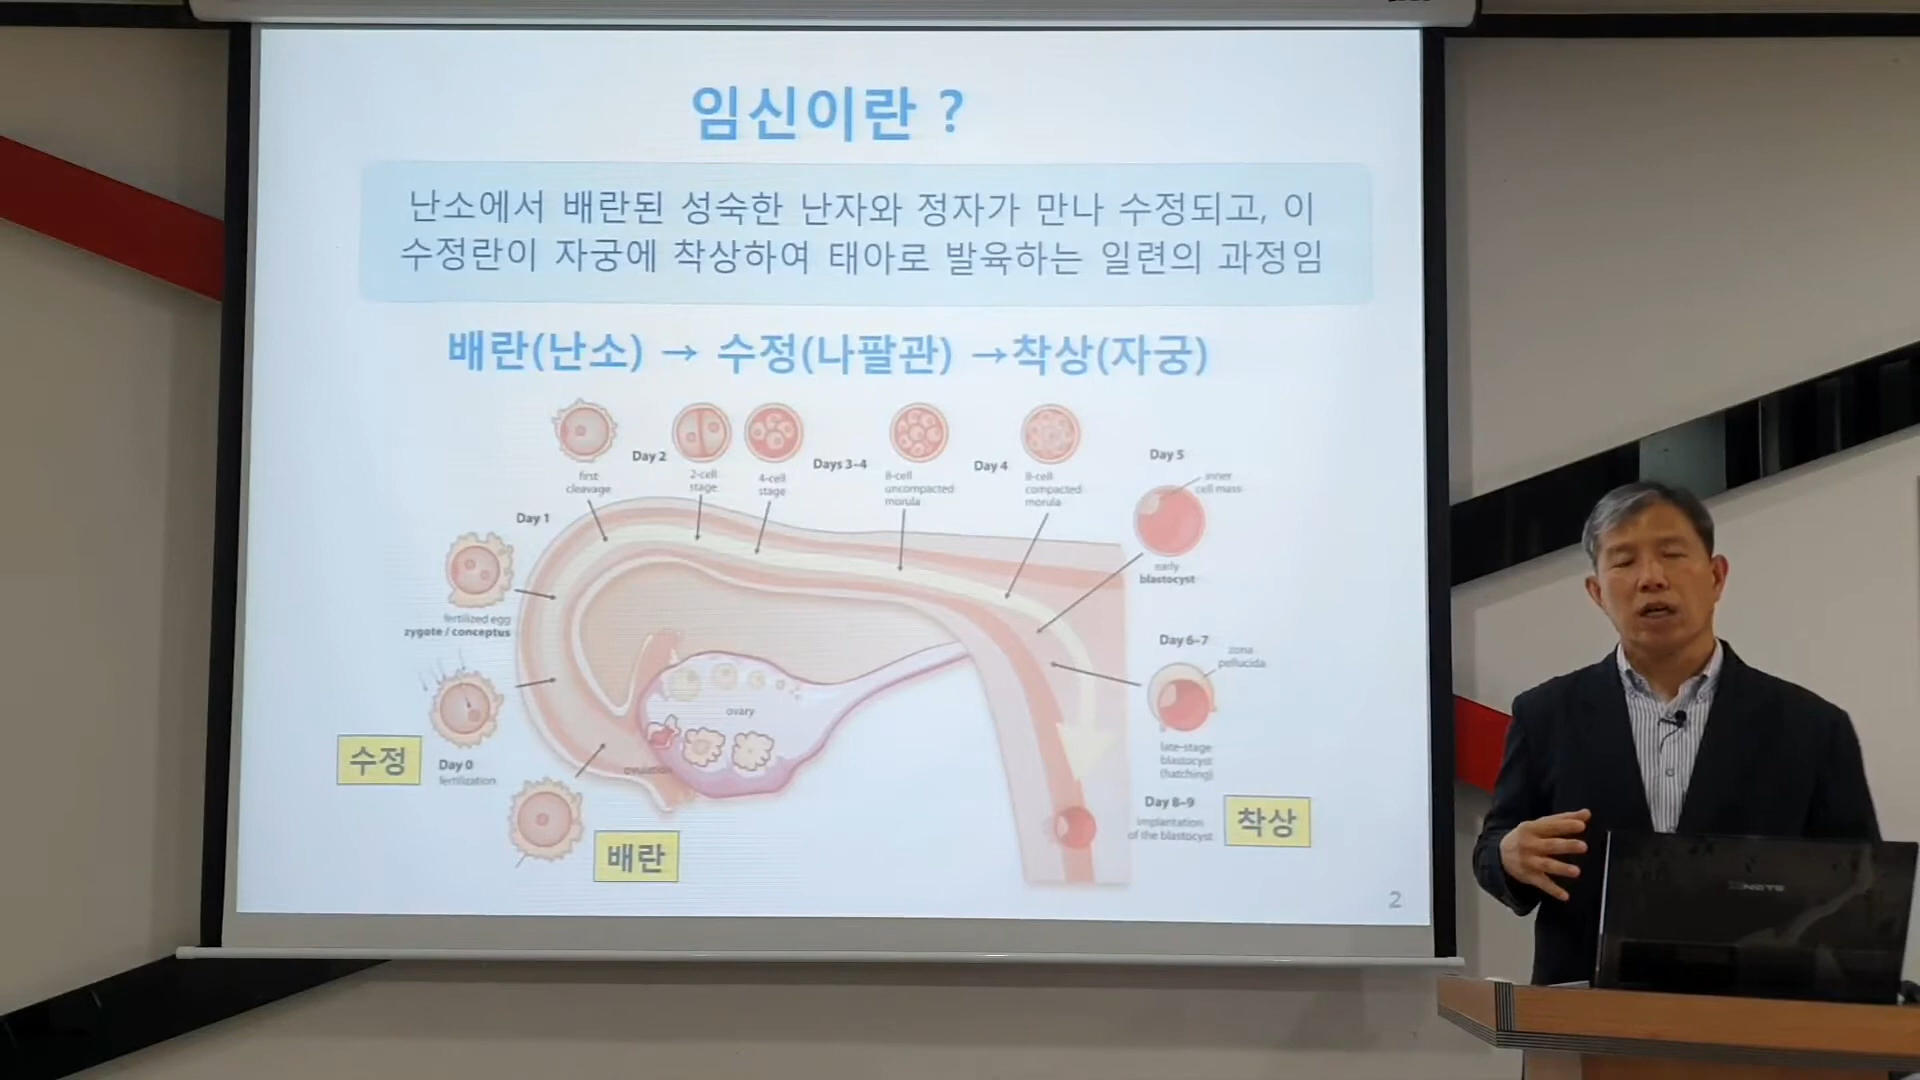 임신이란 ?
난소에서 배란된 성숙한 난자와 정자가 만나 수정되고, 이
수정란이 자궁에 착상하여 태아로 발육하는 일련의 과정임
배란(난소) → 수정(나팔관) →착상(자궁)
first
cleavage
Day 2
2-cell
stage
4-cell
stage
Days 3-4
8-cell
uncompacted
morula
Day 4
8-cell
compacted
morula
Day 5
inner
cell mass
early
blastocyst
Day 1
fertilized egg
zygote / conceptus
Day 6-7
zona
pellucida
late-stage
blastocyst
(hatching)
ovary
ovulation
수정
Day 0
fertilization
배란
Day 8-9
implantation
of the blastocyst
착상
2